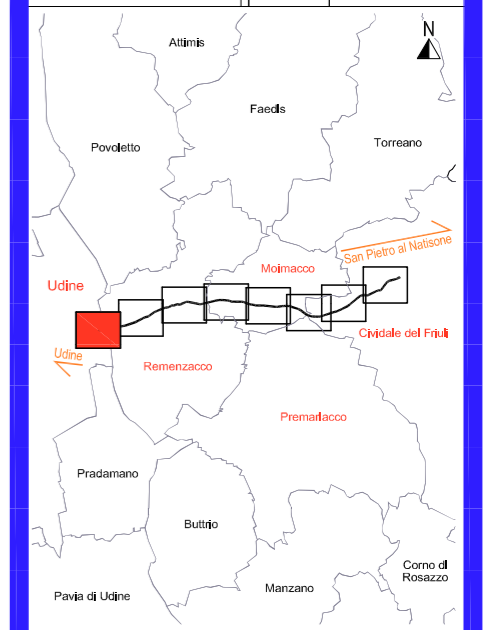 N
Attimis
Faedis
Torreano
Povoletto
San Pietro al Natisone
Moimacco
Udine
Cividale del Friuli
Udine
Remenzacco
Premariacco
Pradamano
Buttrio
Corno di
Rosazzo
Manzano
Pavia di Udine